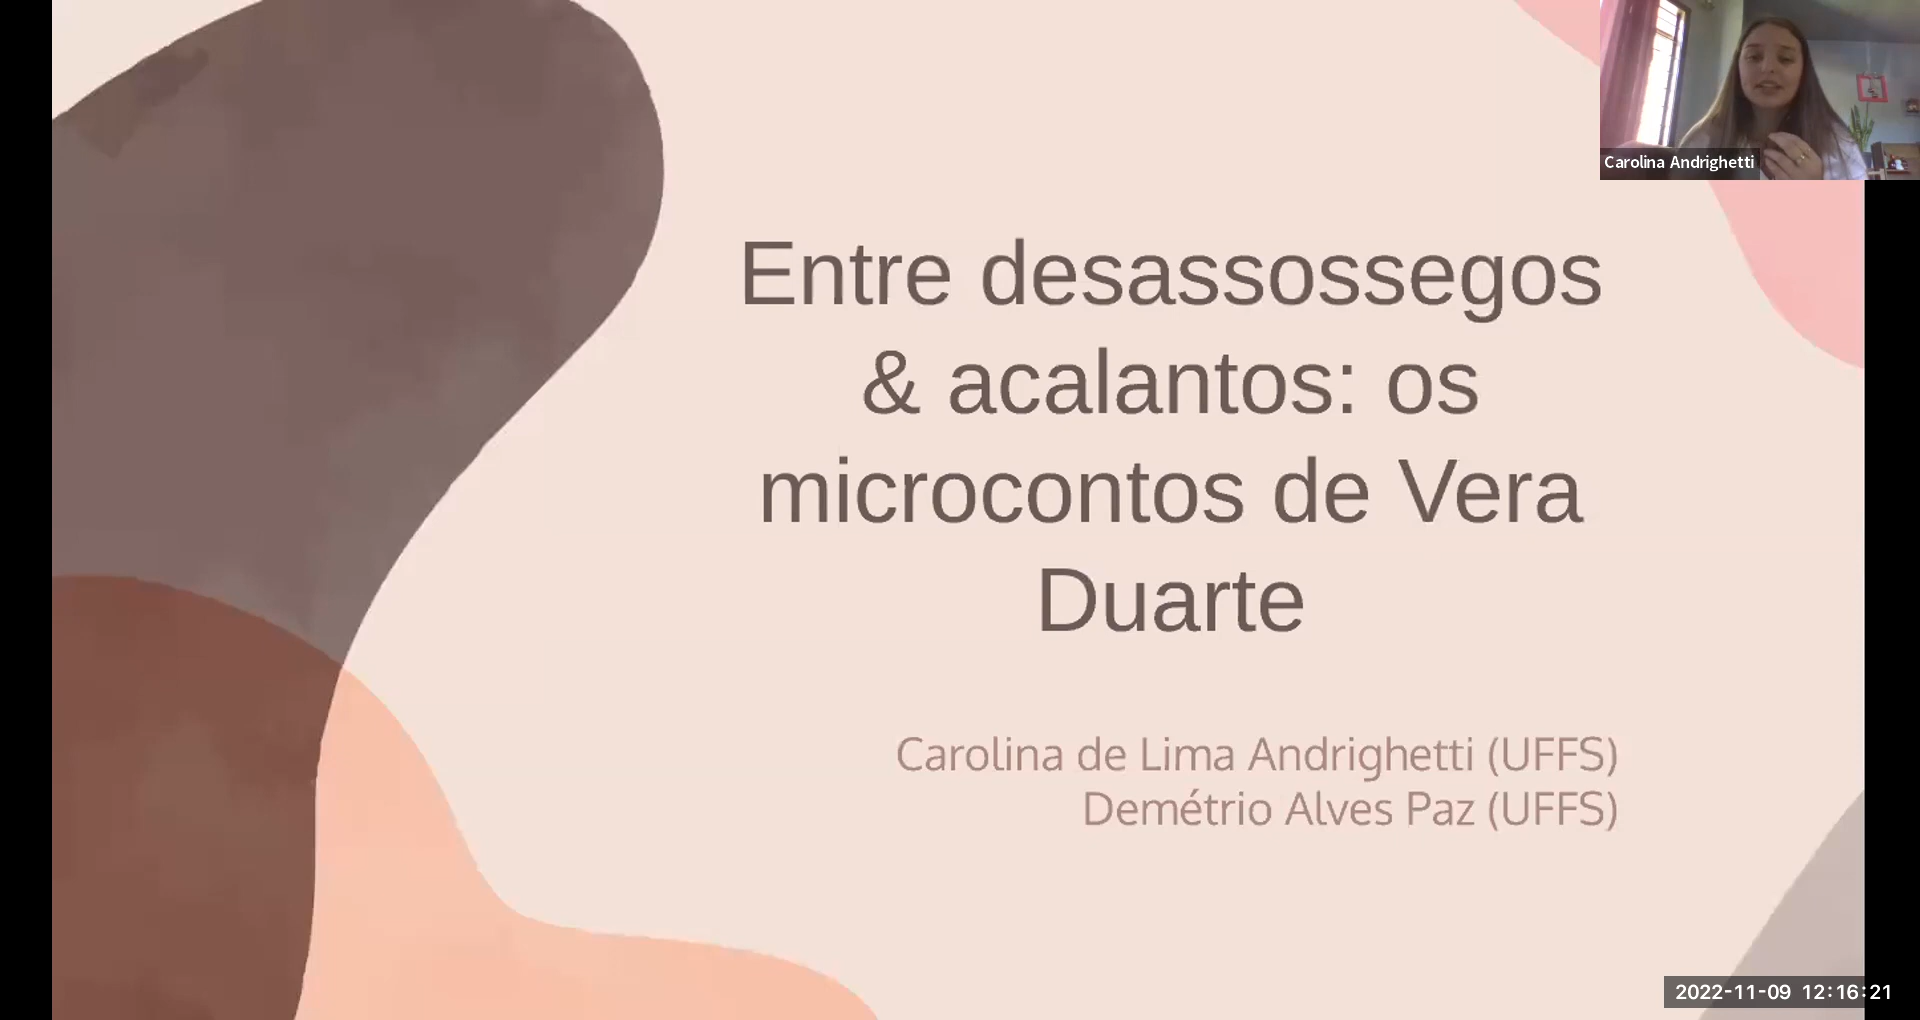 Carolina Andrighetti
Entre desassossegos
& acalantos: os
microcontos de Vera
Duarte
Carolina de Lima Andrighetti (UFFS)
Demétrio Alves Paz (UFFS)
2022-11-09 12:16:21